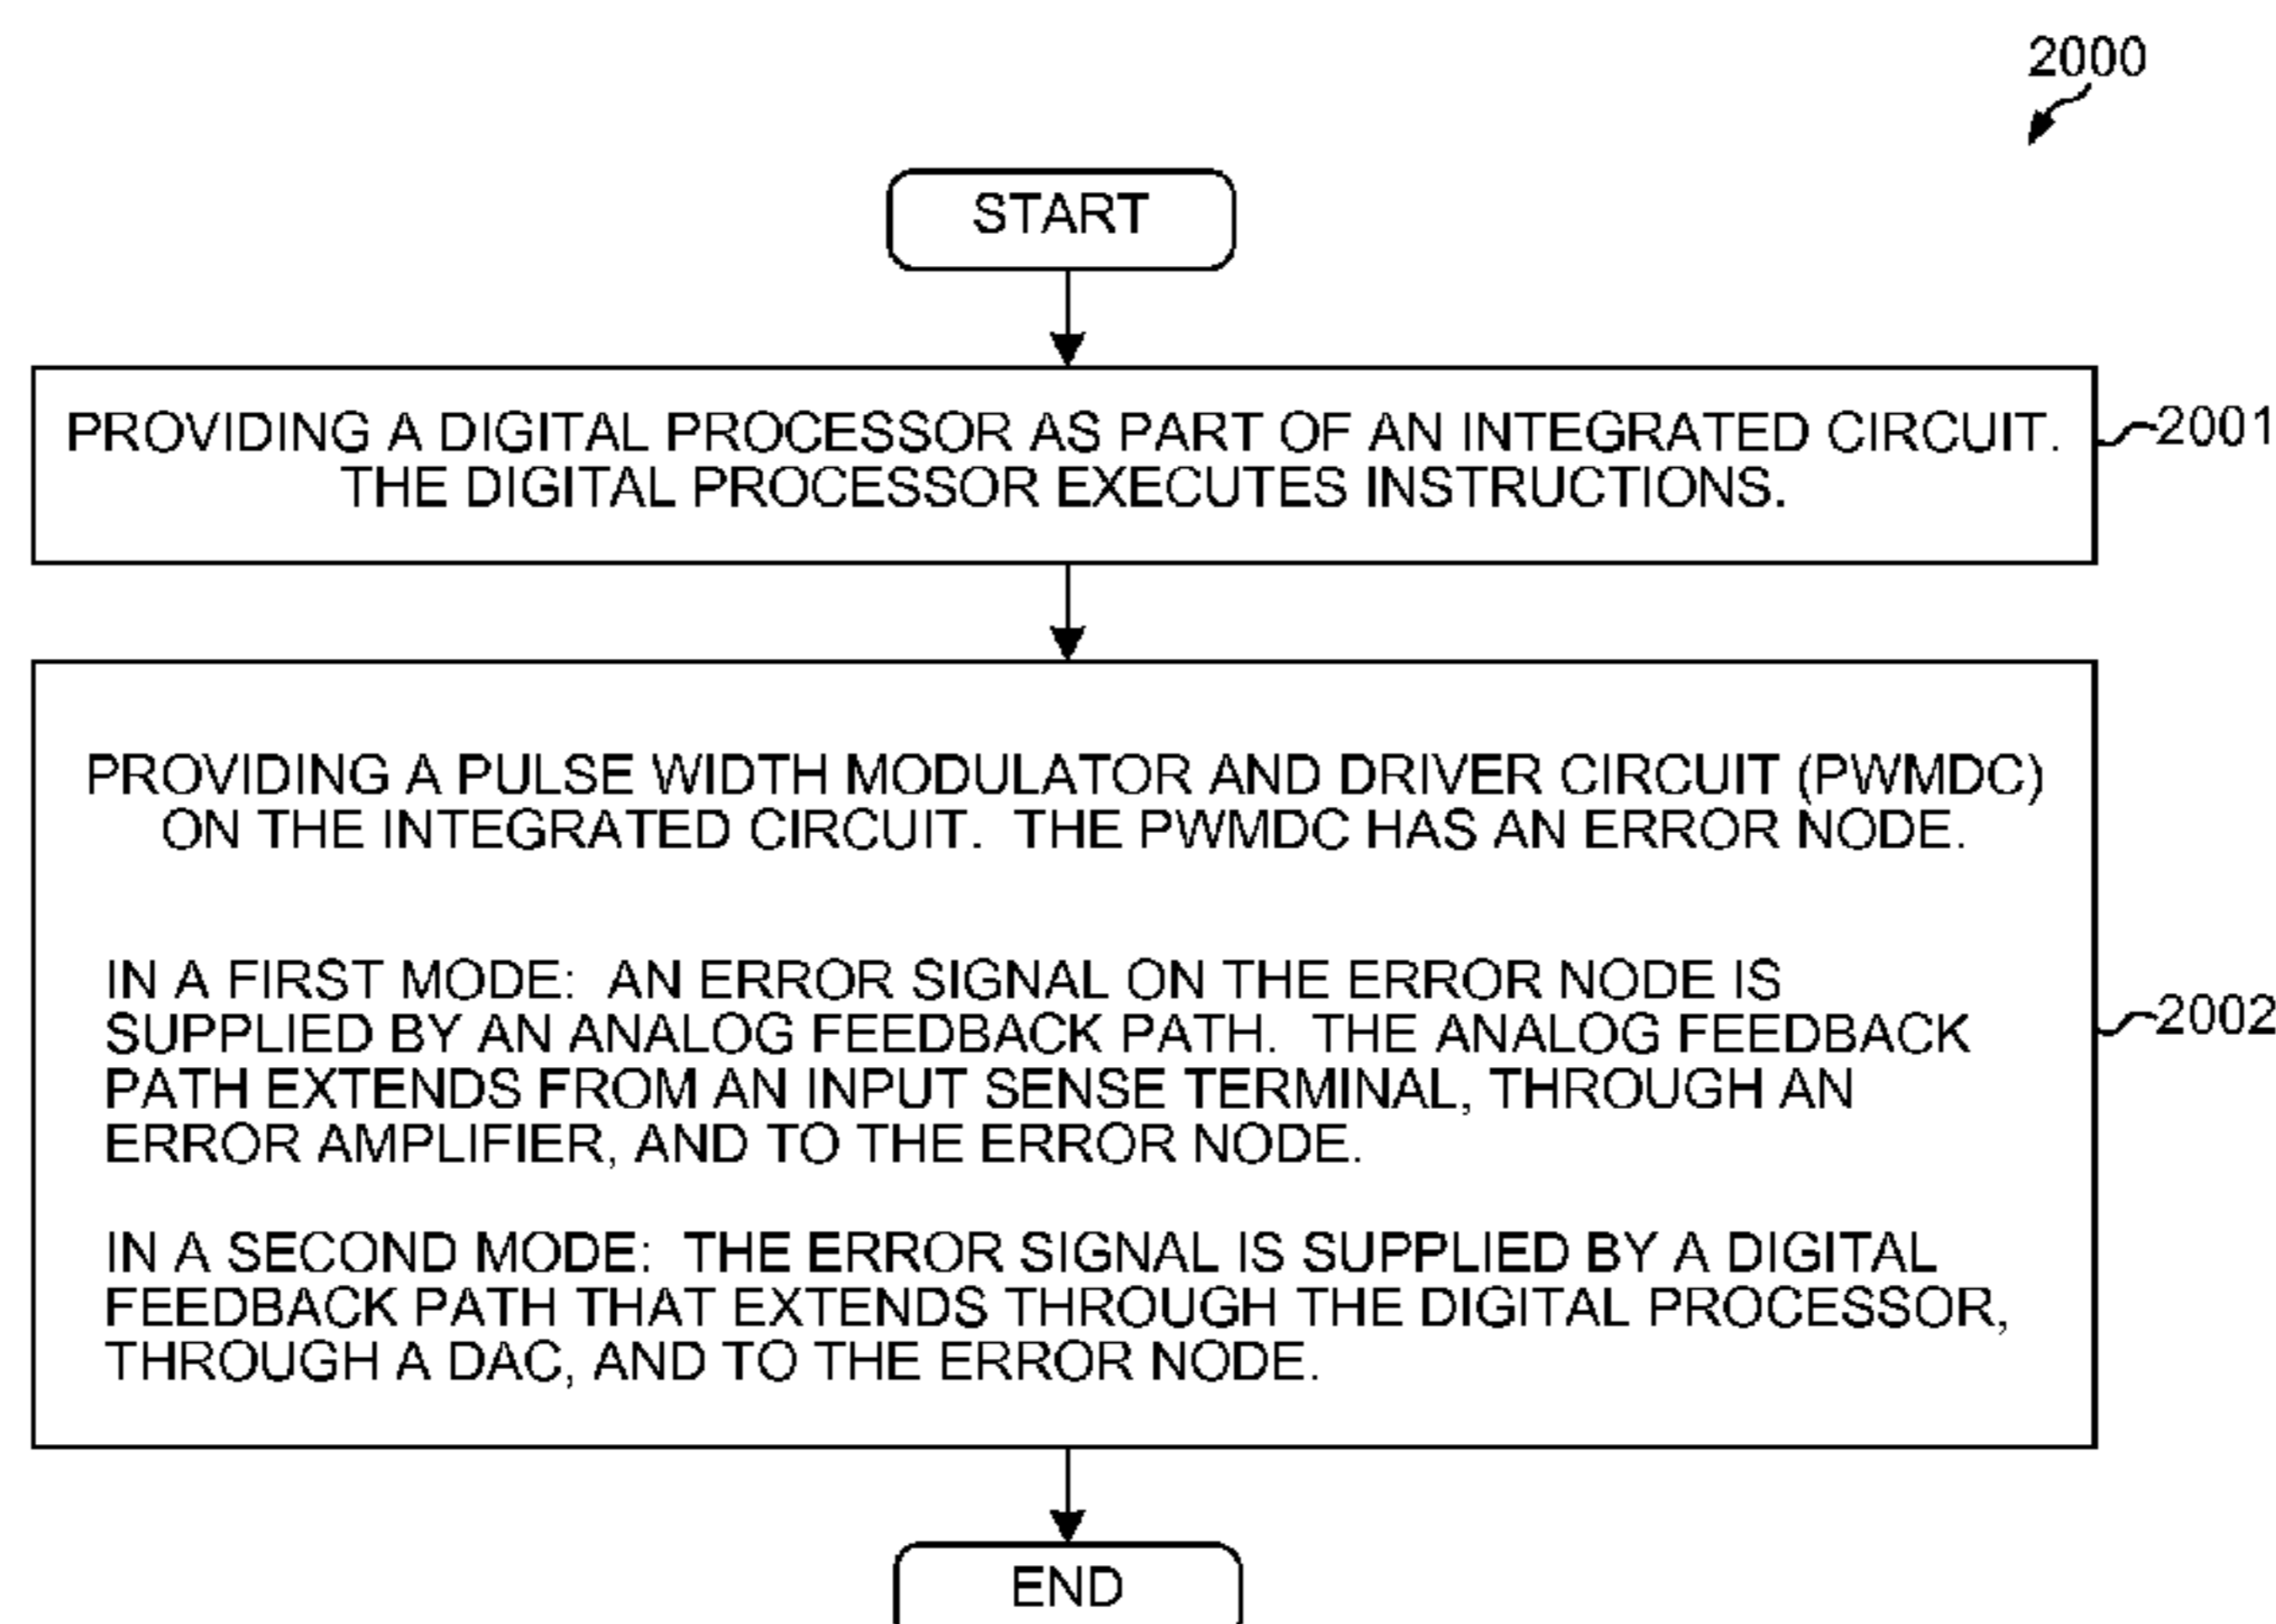 2000
START
PROVIDING A DIGITAL PROCESSOR AS PART OF AN INTEGRATED CIRCUIT.
THE DIGITAL PROCESSOR EXECUTES INSTRUCTIONS.
2001
PROVIDING A PULSE WIDTH MODULATOR AND DRIVER CIRCUIT (PWMDC)
ON THE INTEGRATED CIRCUIT. THE PWMDC HAS AN ERROR NODE.
IN A FIRST MODE: AN ERROR SIGNAL ON THE ERROR NODE IS
SUPPLIED BY AN ANALOG FEEDBACK PATH. THE ANALOG FEEDBACK
PATH EXTENDS FROM AN INPUT SENSE TERMINAL, THROUGH AN
ERROR AMPLIFIER, AND TO THE ERROR NODE.
IN A SECOND MODE: THE ERROR SIGNAL IS SUPPLIED BY A DIGITAL
FEEDBACK PATH THAT EXTENDS THROUGH THE DIGITAL PROCESSOR,
THROUGH A DAC, AND TO THE ERROR NODE.
2002
END